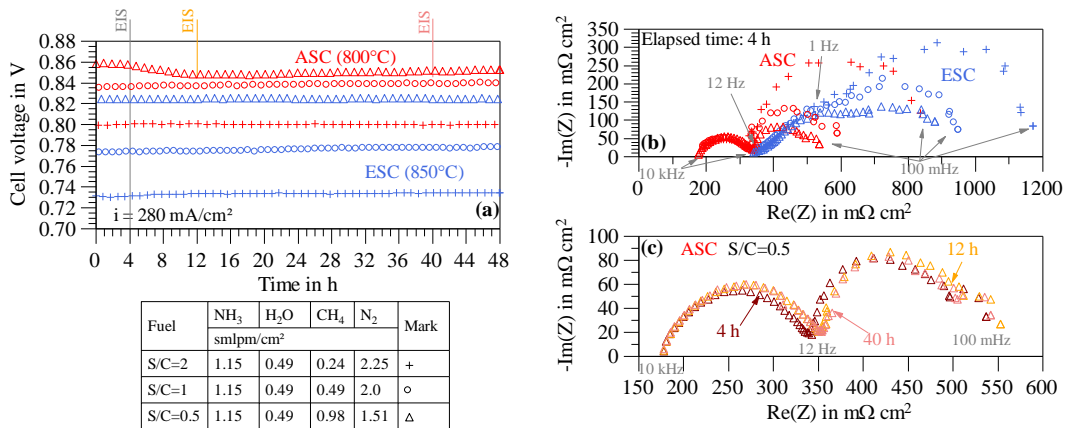 EIS
EIS
EIS
0.88
0.86
0.84
0.82
0.80
0.78
0.76
0.74
0.72
0.70
Cell voltage in V
ASC (800°C)
ESC (850°C)
i = 280 mA/cm²
(a)
0 4 8 12 16 20 24 28 32 36 40 44 48
Time in h
Fuel NH3 H2O CH4 N2 Mark
smlpm/cm²
S/C=2 1.15 0.49 0.24 2.25 +
S/C=1 1.15 0.49 0.49 2.0 ○
S/C=0.5 1.15 0.49 0.98 1.51 △
350
300
250
200
150
100
50
0
-Im(Z) in mΩ cm²
Elapsed time: 4 h
1 Hz
ASC
ESC
12 Hz
(b)
10 kHz
100 mHz
0 200 400 600 800 1000 1200
Re(Z) in mΩ cm²
100
80
60
40
20
0
-Im(Z) in mΩ cm²
(c) ASC S/C=0.5
12 h
4 h
40 h
12 Hz
100 mHz
10 kHz
150 200 250 300 350 400 450 500 550 600
Re(Z) in mΩ cm²